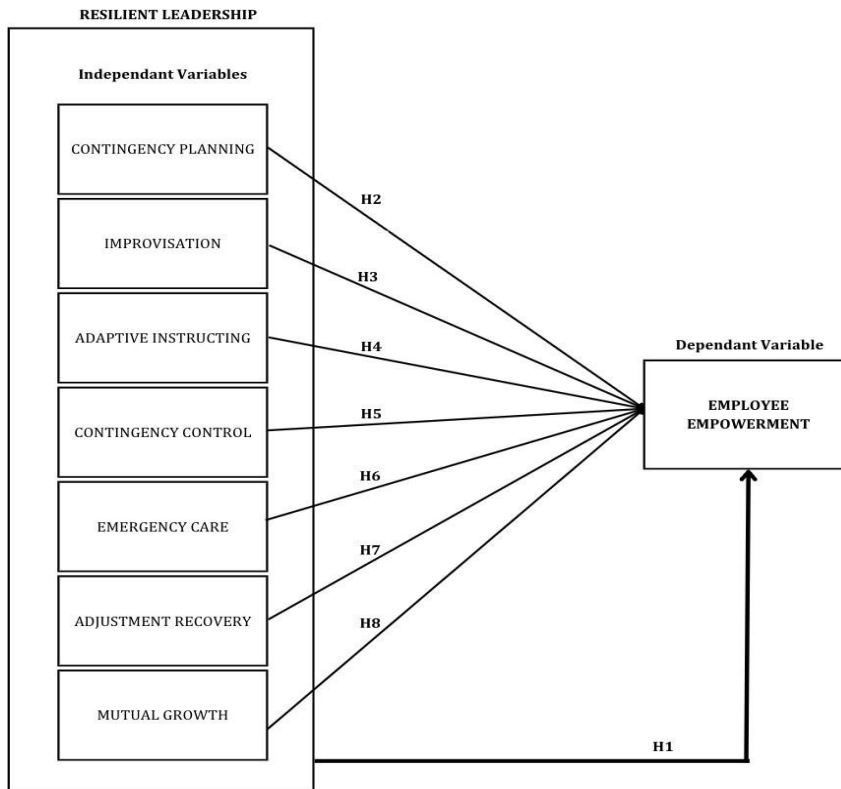 RESILIENT LEADERSHIP
Independant Variables
CONTINGENCY PLANNING
IMPROVISATION
ADAPTIVE INSTRUCTING
CONTINGENCY CONTROL
EMERGENCY CARE
ADJUSTMENT RECOVERY
MUTUAL GROWTH
H2
H3
H4
H5
H6
H7
H8
H1
Dependant Variable
EMPLOYEE
EMPOWERMENT